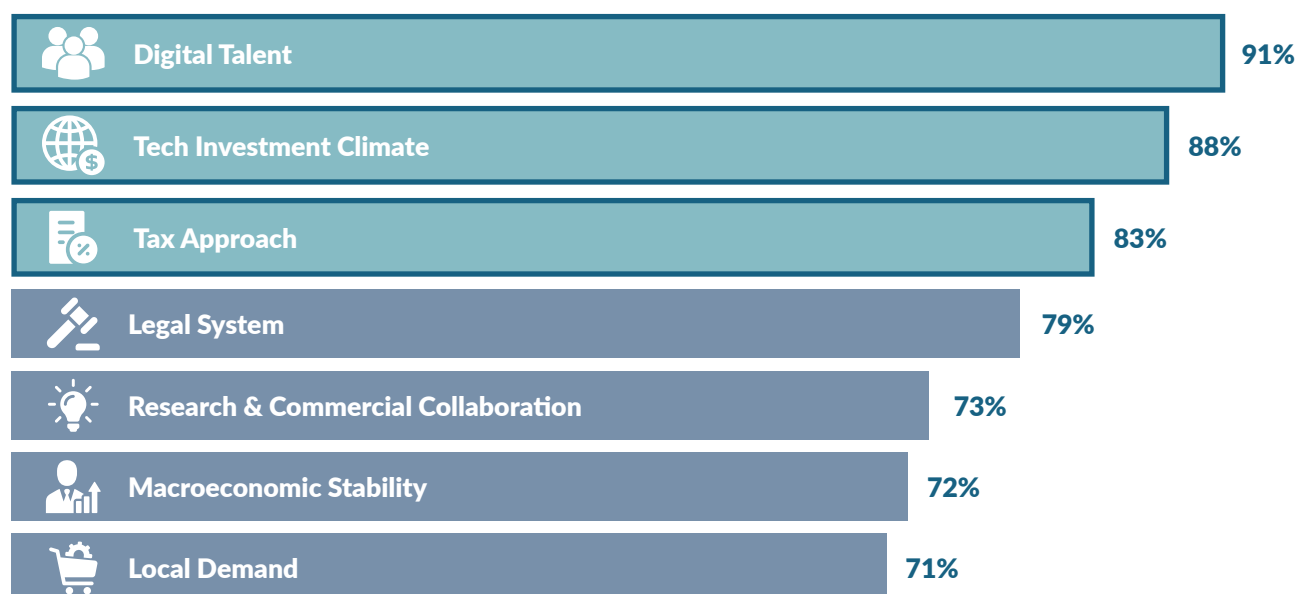 Digital Talent 91%
Tech Investment Climate $ 88%
Tax Approach % 83%
Legal System 79%
Research & Commercial Collaboration 73%
Macroeconomic Stability 72%
Local Demand 71%